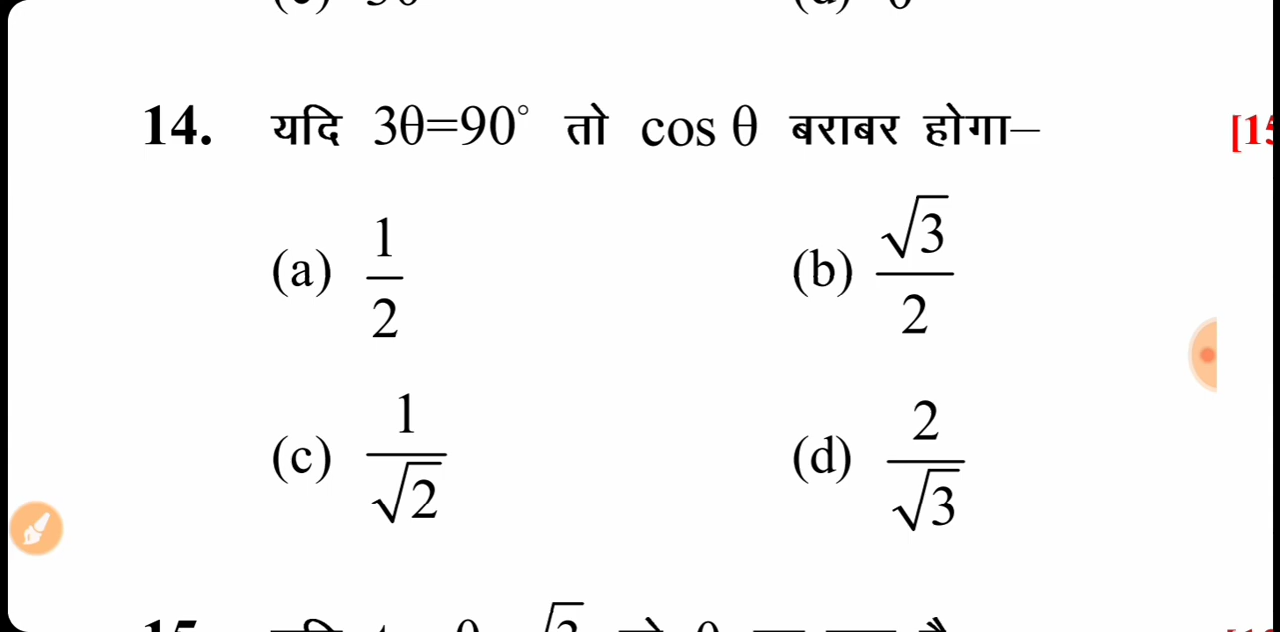 14. यदि 3θ=90° तो cos θ बराबर होगा–
(a) 1/2 (b) √3/2
(c) 1/√2 (d) 2/√3